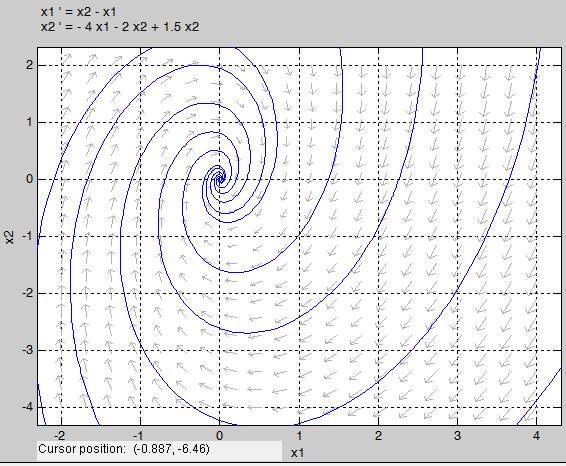 x1 ' = x2 - x1
x2 ' = - 4 x1 - 2 x2 + 1.5 x2
2
1
0
-1
-2
-3
-4
x2
-2 -1 0 1 2 3 4
x1
Cursor position: (-0.887, -6.46)